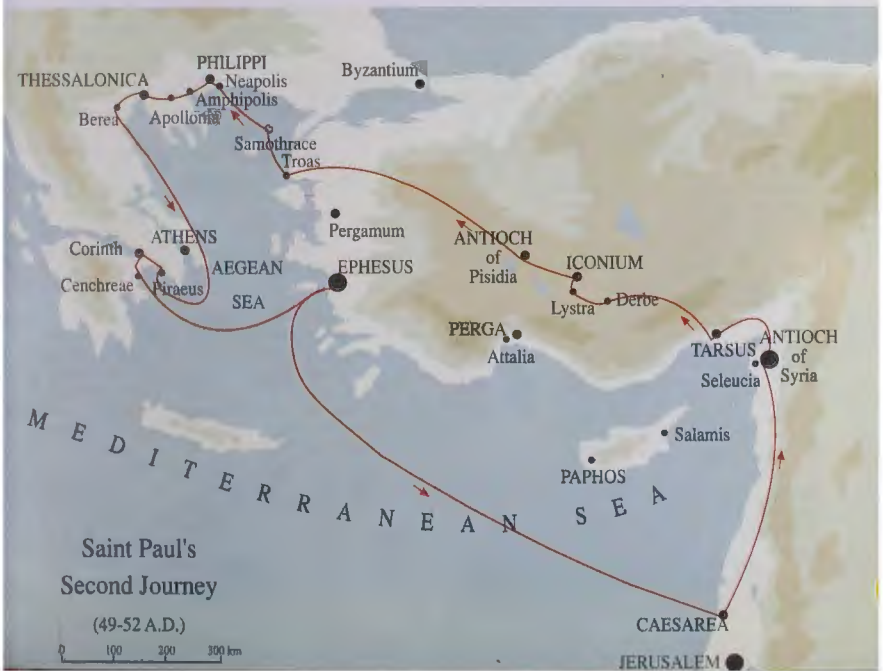 PHILIPPI
Byzantium
THESSALONICA
Neapolis
Amphipolis
Berea
Apollonia
Samothrace
Troas
Pergamum
ANTIOCH
of
Pisidia
Corinth
ATHENS
AEGEAN
SEA
EPHESUS
ICONIUM
Cenchreae
Piraeus
Lystra
Derbe
PERGA
Attalia
TARSUS
ANTIOCH
of
Syria
Seleucia
Salamis
PAPHOS
MEDITERRANEAN SEA
Saint Paul's
Second Journey
(49-52 A.D.)
0 100 200 300 km
CAESAREA
JERUSALEM